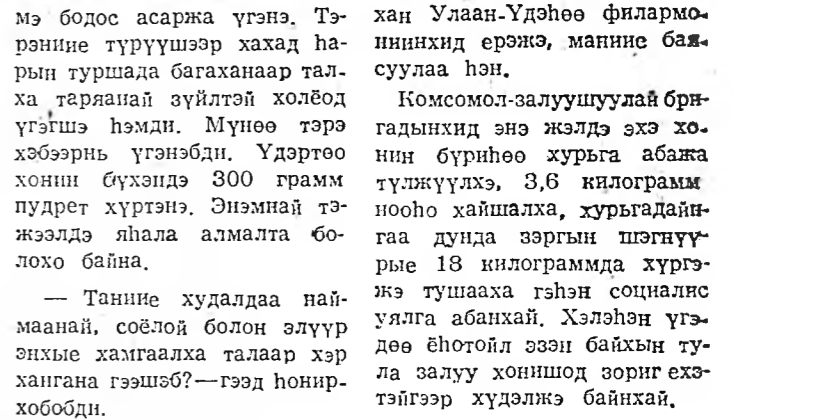 мэ бодос асаржа үгэнэ. Тэ-
рэниие түрүүшээр хахад һа-
рын туршада багаханаар тал-
ха таряанай зүйлтэй холёод
үгэгшэ һэмди. Мүнөө тэрэ
хэбээрнь үгэнэбди. Үдэртөө
хонин бүхэндэ 300 грамм
пудрет хүртэнэ. Энэмнай тэ-
жээлдэ яһала алмалта бо-
лохо байна.
— Таниие худалдаа най-
маанай, соёлой болон элүүр
энхые хамгаалха талаар хэр
хангана гээшэб?—гээд һонир-
хобобди.
хан Улаан-Үдэһөө филармо-
ниинхид ерэжэ, маниие бая-
суулаа һэн.
Комсомол-залуушуулай бри-
гадынхид энэ жэлдэ эхэ хо-
нин бүриһөө хурьга абажа
түлжүүлхэ, 3,6 килограмм
нооһо хайшалха, хурьгадайн-
гаа дунда зэргын шэгнүү-
рые 18 килограммда хүргэ-
жэ тушааха гэһэн социалис
уялга абанхай. Хэлэһэн үгэ-
дөө ёһотойл эзэн байхын ту-
ла залуу хонишод зориг ехэ-
тэйгээр хүдэлжэ байнхай.